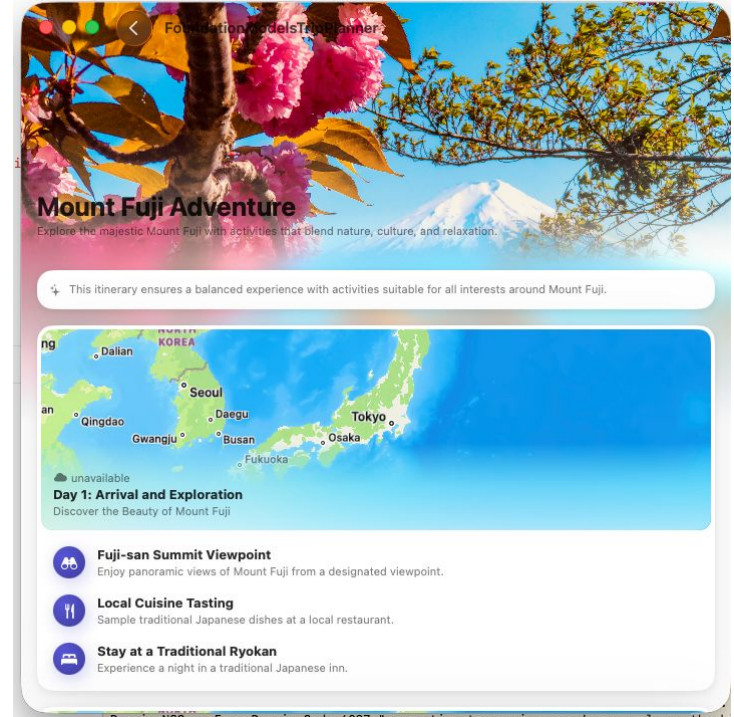 FoundationModelsTripPlanner
Mount Fuji Adventure
Explore the majestic Mount Fuji with activities that blend nature, culture, and relaxation.
This itinerary ensures a balanced experience with activities suitable for all interests around Mount Fuji.
NORTH
KOREA
ng
Dalian
Seoul
an
Qingdao
Daegu
Tokyo
Gwangju
Busan
Osaka
Fukuoka
unavailable
Day 1: Arrival and Exploration
Discover the Beauty of Mount Fuji
Fuji-san Summit Viewpoint
Enjoy panoramic views of Mount Fuji from a designated viewpoint.
Local Cuisine Tasting
Sample traditional Japanese dishes at a local restaurant.
Stay at a Traditional Ryokan
Experience a night in a traditional Japanese inn.